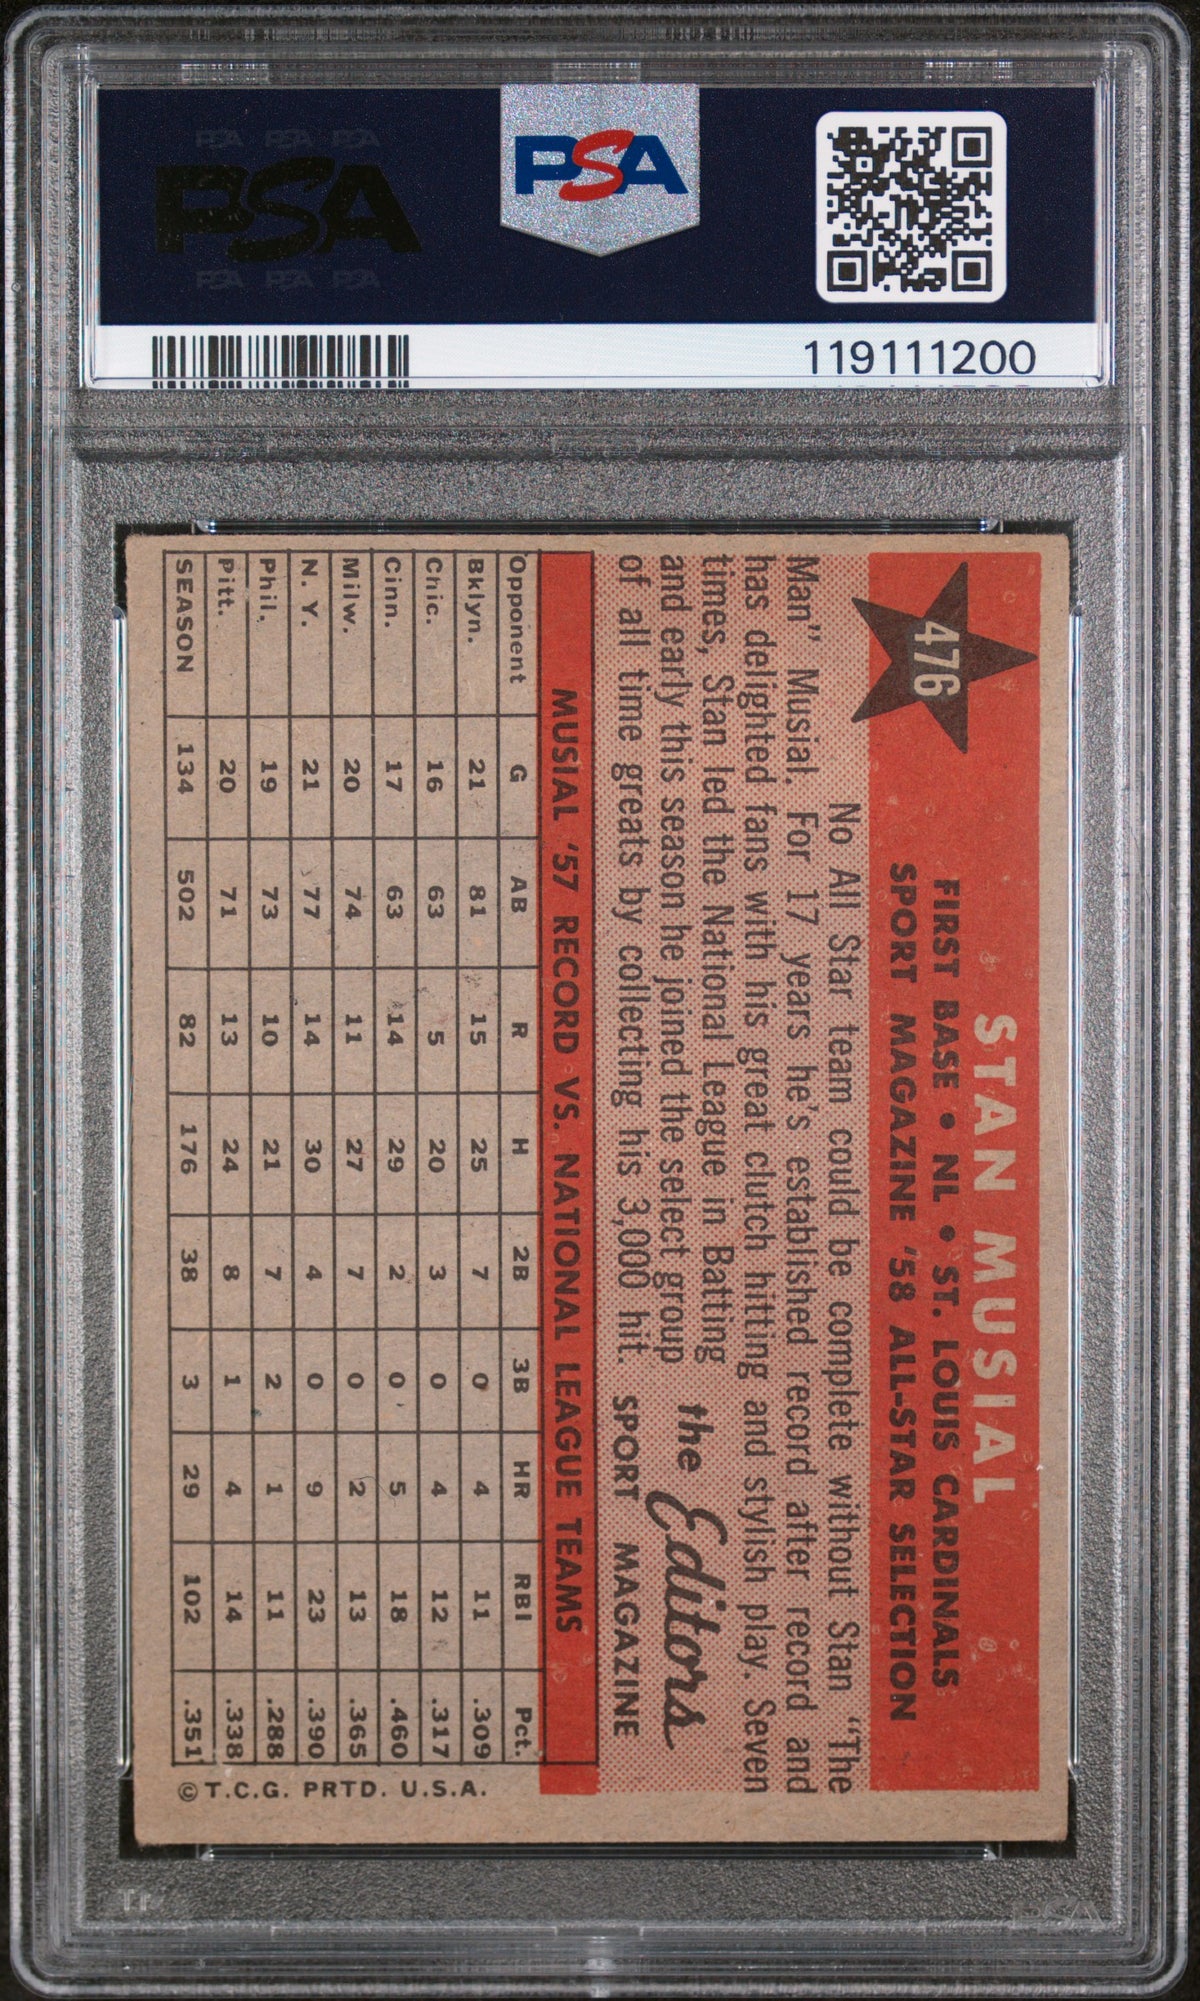 PSA PSA PSA
PSA
PSA PSA PSA
PSA
119111200
476
STAN MUSIAL
FIRST BASE • NL • ST. LOUIS CARDINALS
SPORT MAGAZINE '58 ALL-STAR SELECTION
No All Star team could be complete without Stan "The
Man" Musial. For 17 years he's established record after record and
has delighted fans with his great clutch hitting and stylish play. Seven
times, Stan led the National League in Batting
and early this season he joined the select group
of all time greats by collecting his 3,000 hit.
the Editors
SPORT MAGAZINE
MUSIAL '57 RECORD VS. NATIONAL LEAGUE TEAMS
Opponent G AB R H 2B 3B HR RBI Pct.
Bklyn. 21 81 15 25 7 0 4 11 .309
Chic. 16 63 5 20 3 0 4 12 .317
Cinn. 17 63 14 29 2 0 5 18 .460
Milw. 20 74 11 27 7 0 2 13 .365
N. Y. 21 77 14 30 4 0 9 23 .390
Phil. 19 73 10 21 7 2 1 11 .288
Pitt. 20 71 13 24 8 1 4 14 .338
SEASON 134 502 82 176 38 3 29 102 .351
© T.C.G. PRTD. U.S.A.
PSA